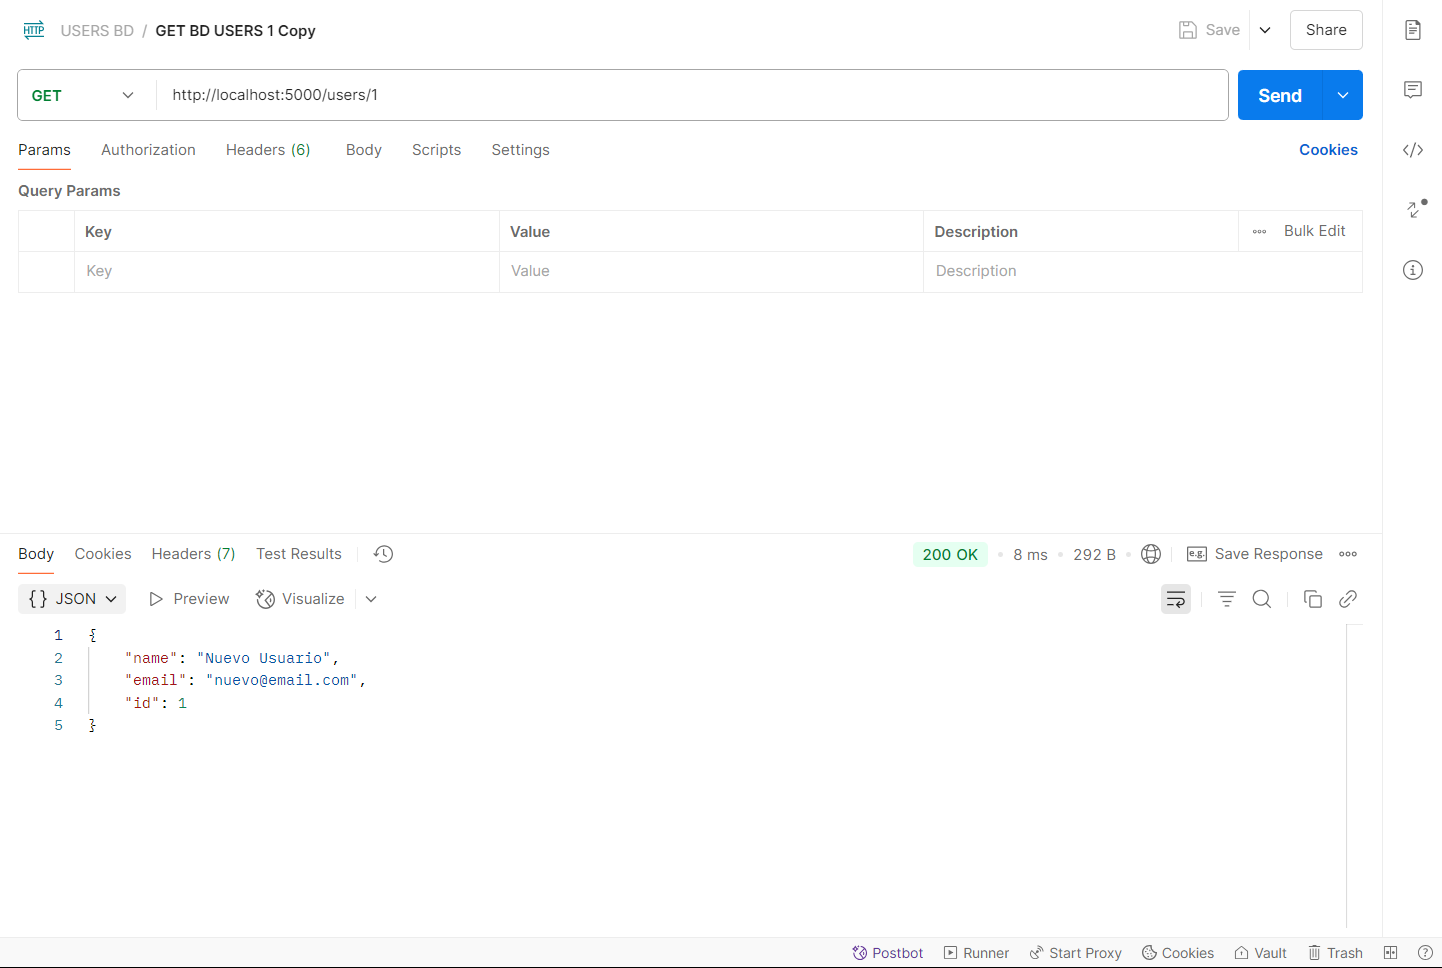 HTTP USERS BD / GET BD USERS 1 Copy Save Share
GET http://localhost:5000/users/1 Send
Params Authorization Headers (6) Body Scripts Settings Cookies
Query Params
Key Value Description Bulk Edit
Key Value Description
Body Cookies Headers (7) Test Results 200 OK 8 ms 292 B e.g. Save Response
{} JSON Preview Visualize
1 {
2 "name": "Nuevo Usuario",
3 "email": "nuevo@email.com",
4 "id": 1
5 }
Postbot Runner Start Proxy Cookies Vault Trash